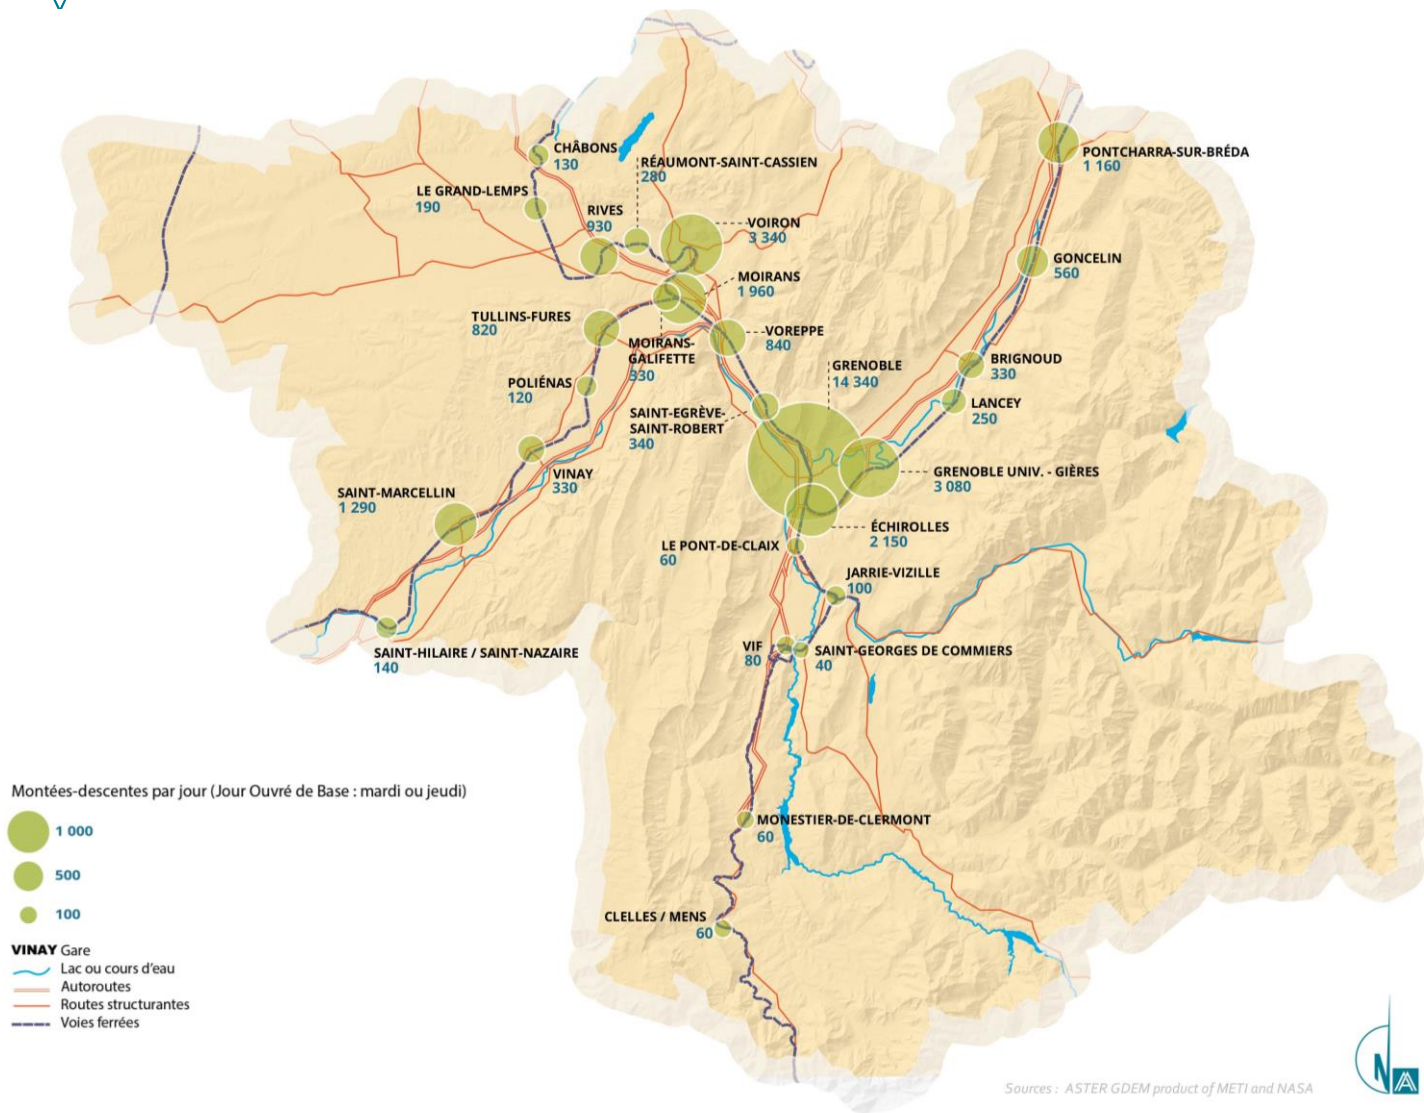 CHÂBONS
130
RÉAUMONT-SAINT-CASSIEN
280
PONTCHARRA-SUR-BRÉDA
1 160
LE GRAND-LEMPS
190
RIVES
930
VOIRON
3 340
GONCELIN
560
MOIRANS
1 960
TULLINS-FURES
820
VOREPPE
840
MOIRANS-
GALIFETTE
330
GRENOBLE
14 340
BRIGNOUD
330
POLIÉNAS
120
LANCEY
250
SAINT-EGRÈVE-
SAINT-ROBERT
340
VINAY
330
GRENOBLE UNIV. - GIÈRES
3 080
SAINT-MARCELLIN
1 290
ÉCHIROLLES
2 150
LE PONT-DE-CLAIX
60
JARRIE-VIZILLE
100
VIF
80
SAINT-GEORGES DE COMMIERS
40
SAINT-HILAIRE / SAINT-NAZAIRE
140
MONESTIER-DE-CLERMONT
60
CLELLES / MENS
60
Montées-descentes par jour (Jour Ouvré de Base : mardi ou jeudi)
1 000
500
100
VINAY Gare
Lac ou cours d'eau
Autoroutes
Routes structurantes
Voies ferrées
N
Sources : ASTER GDEM product of METI and NASA